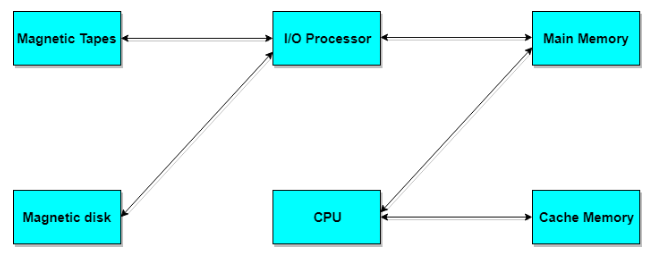 Magnetic Tapes
I/O Processor
Main Memory
Magnetic disk
CPU
Cache Memory